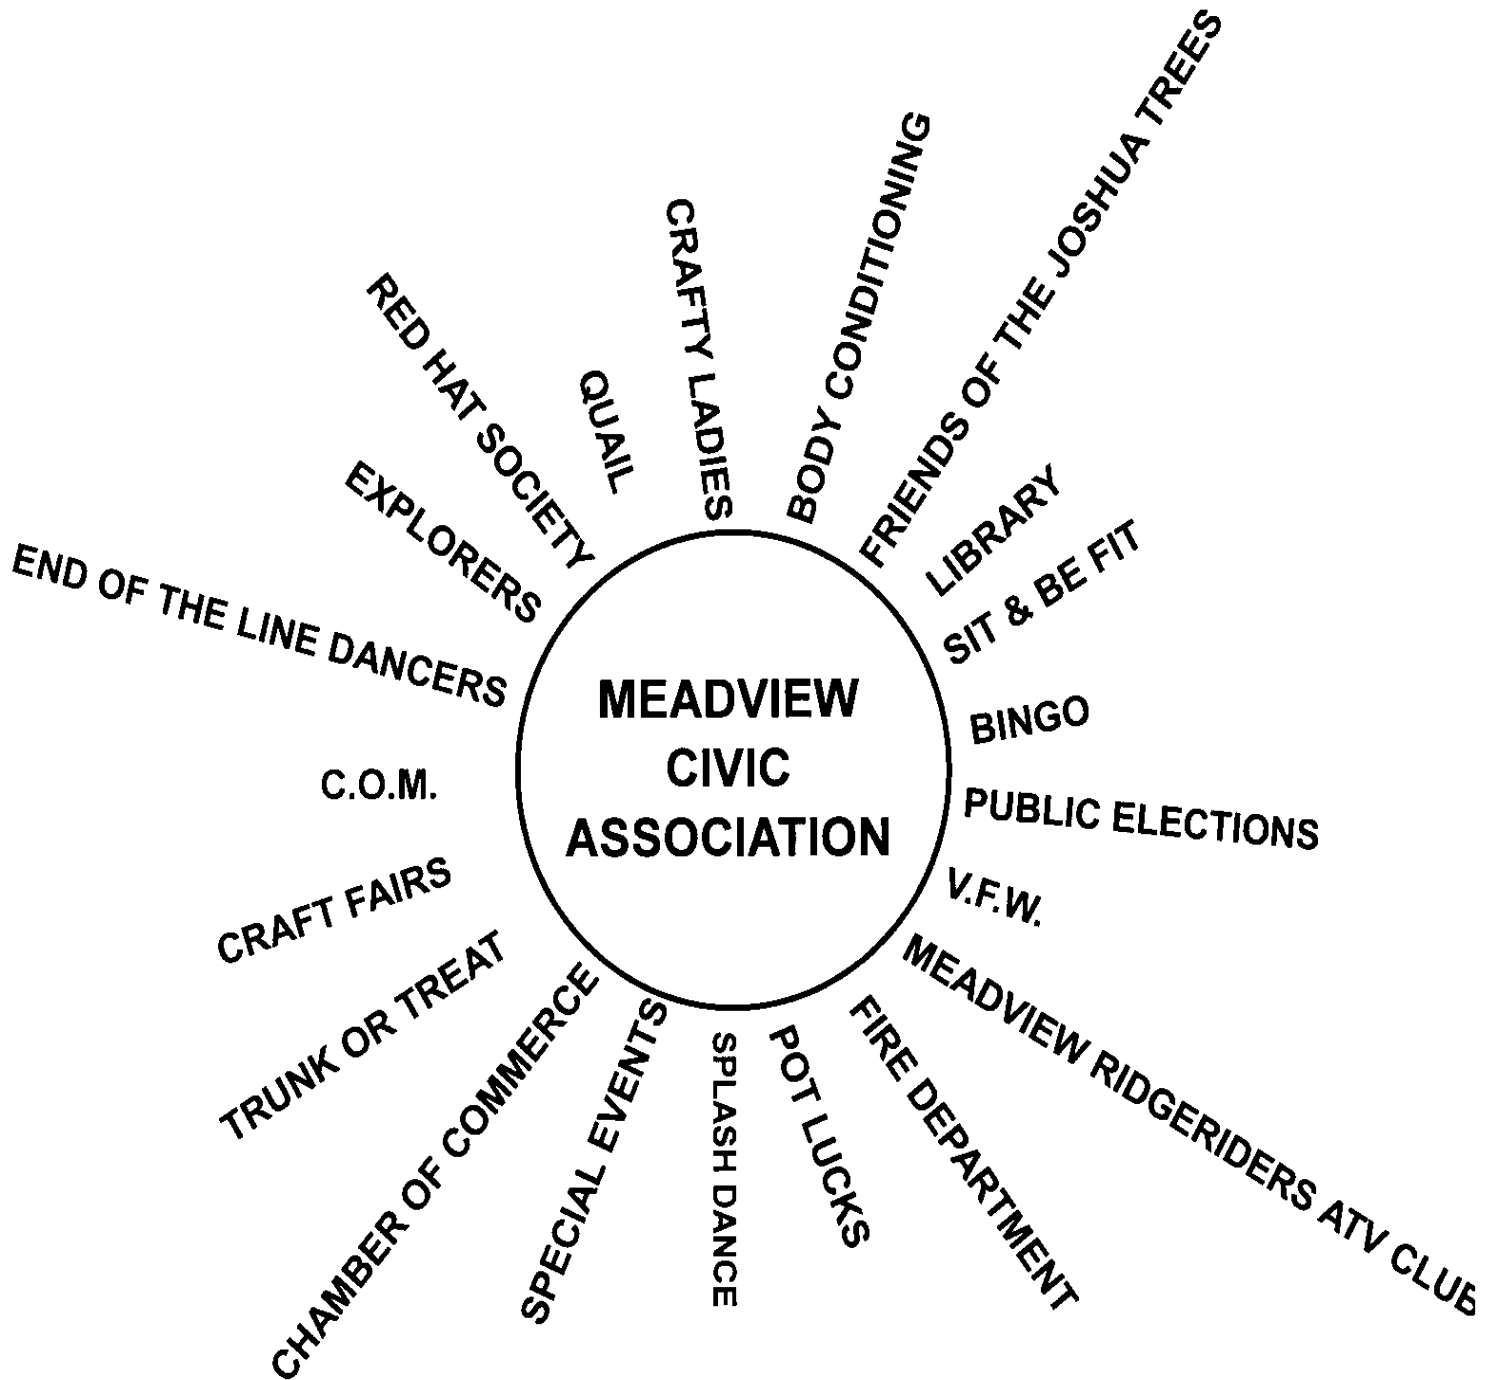 MEADVIEW
CIVIC
ASSOCIATION
CRAFTY LADIES
BODY CONDITIONING
FRIENDS OF THE JOSHUA TREES
LIBRARY
SIT & BE FIT
BINGO
PUBLIC ELECTIONS
V.F.W.
MEADVIEW RIDGERIDERS ATV CLUB
FIRE DEPARTMENT
POT LUCKS
SPLASH DANCE
SPECIAL EVENTS
CHAMBER OF COMMERCE
TRUNK OR TREAT
CRAFT FAIRS
C.O.M.
END OF THE LINE DANCERS
EXPLORERS
RED HAT SOCIETY
QUAIL